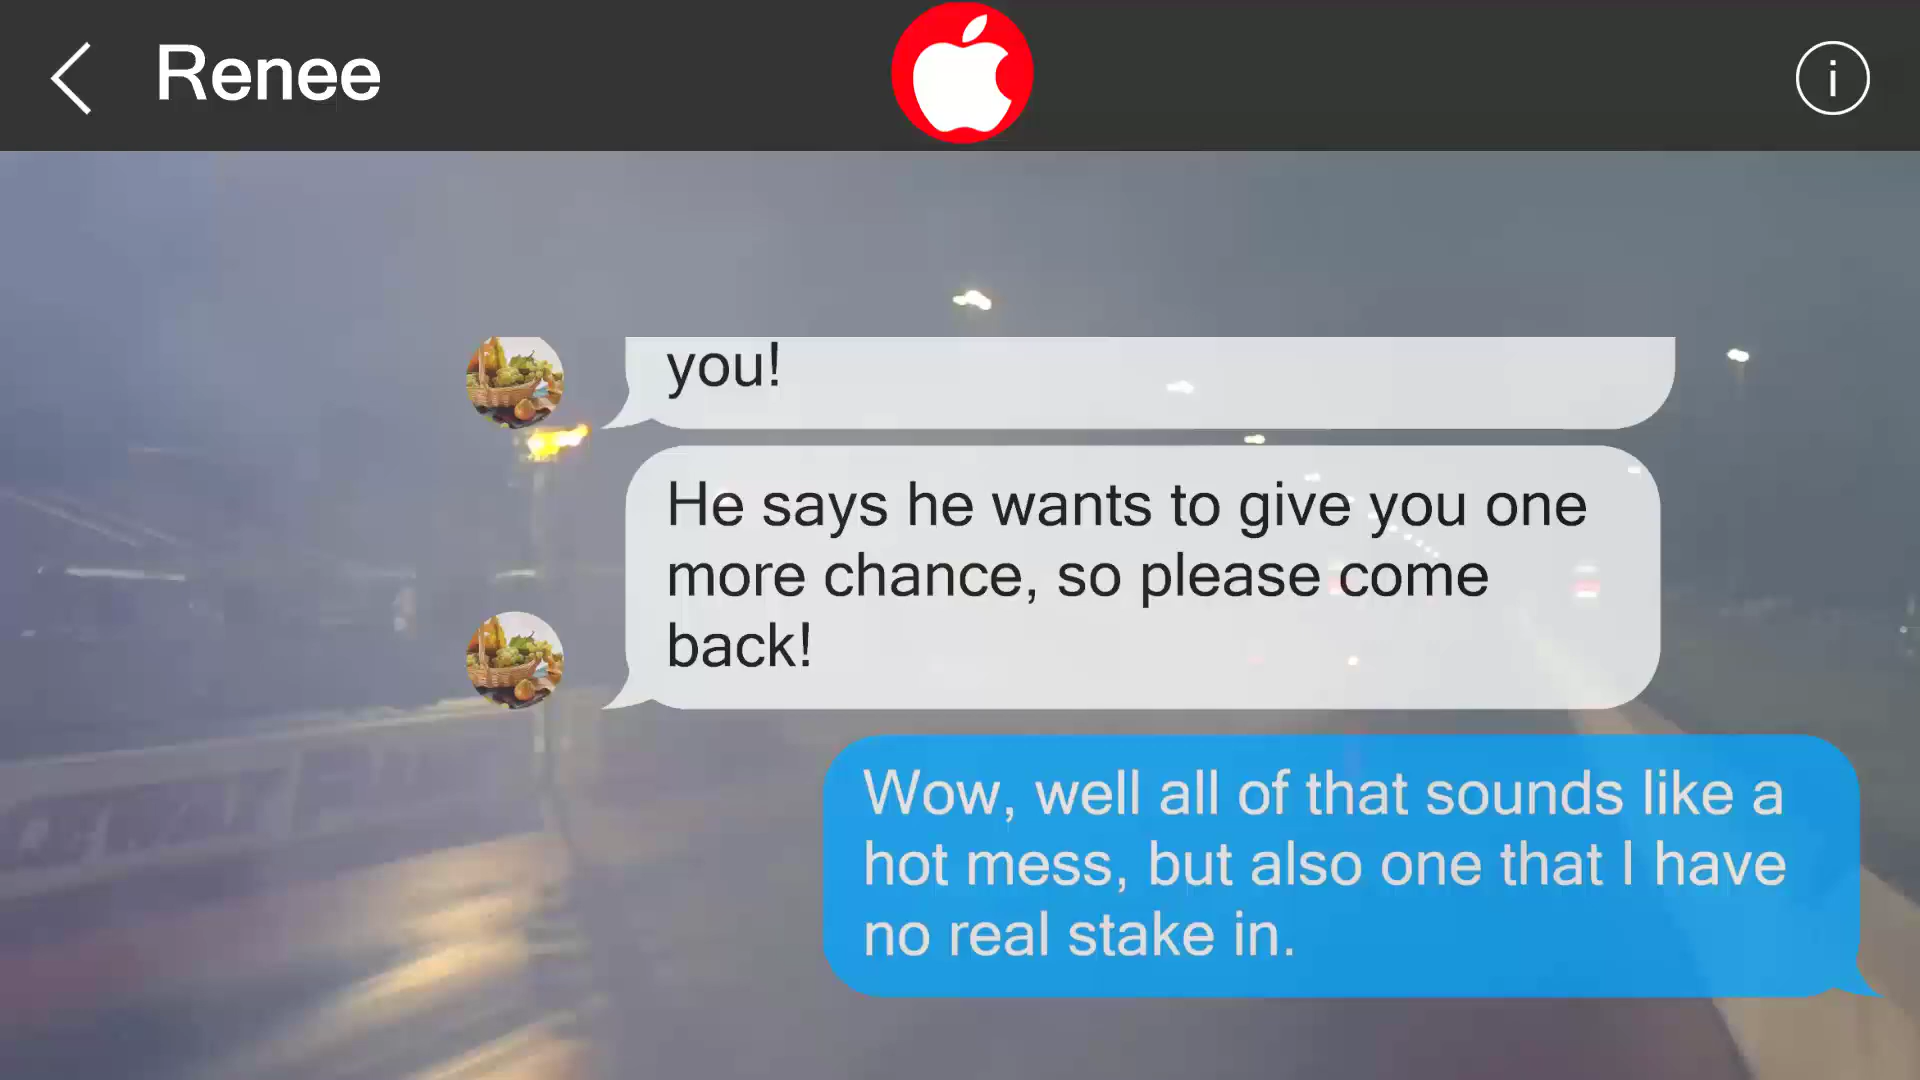 Renee
i
you!
He says he wants to give you one
more chance, so please come
back!
Wow, well all of that sounds like a
hot mess, but also one that I have
no real stake in.